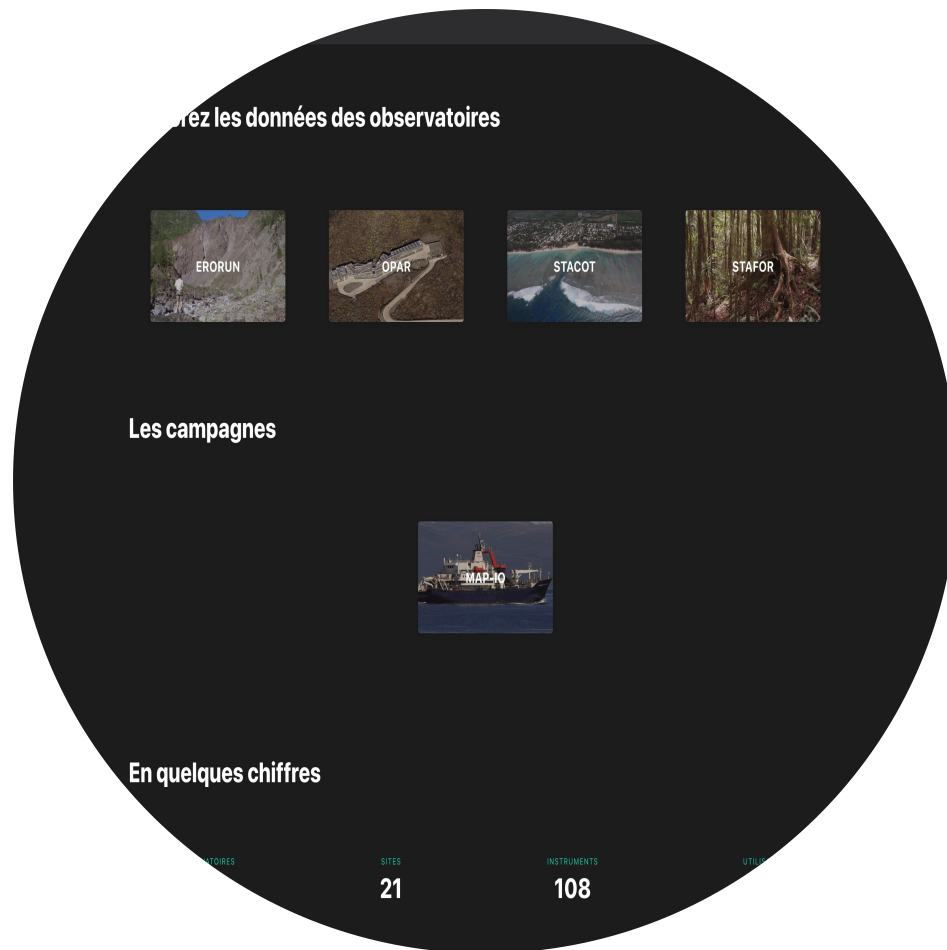 les données des observatoires
ERORUN
OPAR
STACOT
STAFOR
Les campagnes
MAP-IO
En quelques chiffres
SITES
INSTRUMENTS
21
108